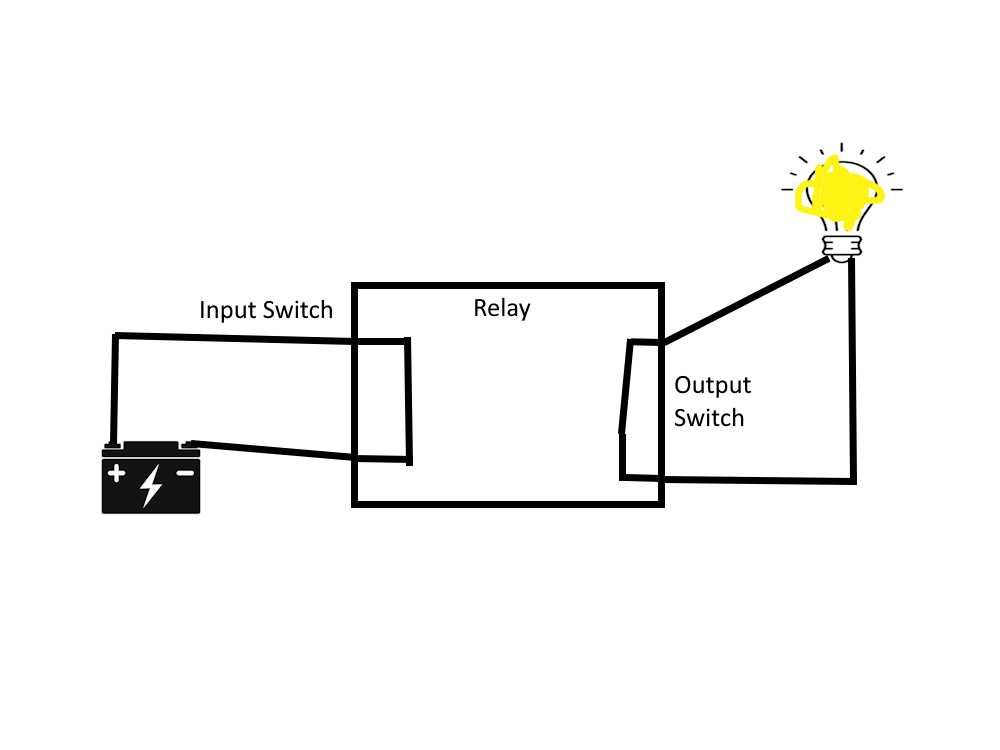 Input Switch
Relay
Output
Switch
+ −